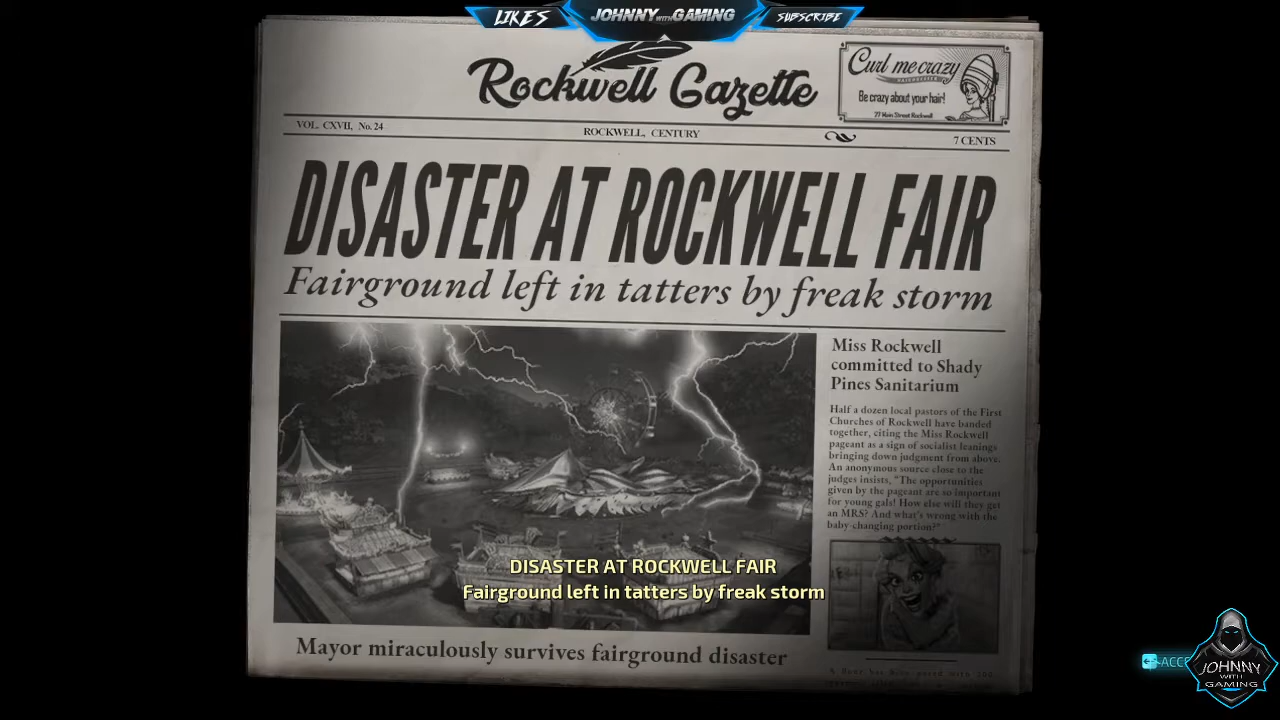 LIKES
JOHNNY WITH GAMING
SUBSCRIBE
Rockwell Gazette
Curl me crazy
Be crazy about your hair!
77 Main Street Rockwell
VOL. CXVII, No. 24
ROCKWELL, CENTURY
7 CENTS
DISASTER AT ROCKWELL FAIR
Fairground left in tatters by freak storm
Miss Rockwell
committed to Shady
Pines Sanitarium
Half a dozen local pastors of the First
Churches of Rockwell have banded
together, citing the Miss Rockwell
pageant as a sign of socialist leanings
bringing down judgment from above.
An anonymous source close to the
judges insists, "The opportunities
given by the pageant are so important
for young gals! How else will they get
an MRS? And what's wrong with the
baby-changing portion?"
DISASTER AT ROCKWELL FAIR
Fairground left in tatters by freak storm
Mayor miraculously survives fairground disaster
JOHNNY
WITH
GAMING